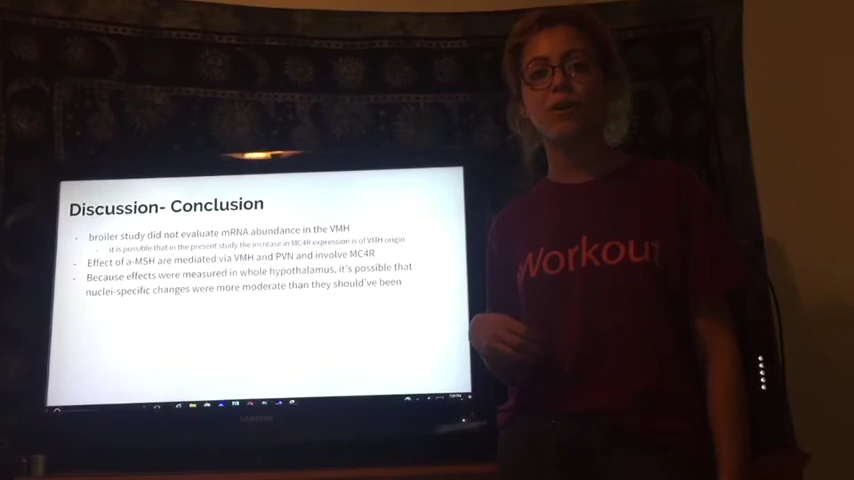 Discussion- Conclusion
- broiler study did not evaluate mRNA abundance in the VMH
- it is possible that in the present study the increase in MC4R expression is of VMH origin
- Effect of a-MSH are mediated via VMH and PVN and involve MC4R
- Because effects were measured in whole hypothalamus, it's possible that
nuclei-specific changes were more moderate than they should've been
SAMSUNG
Workout